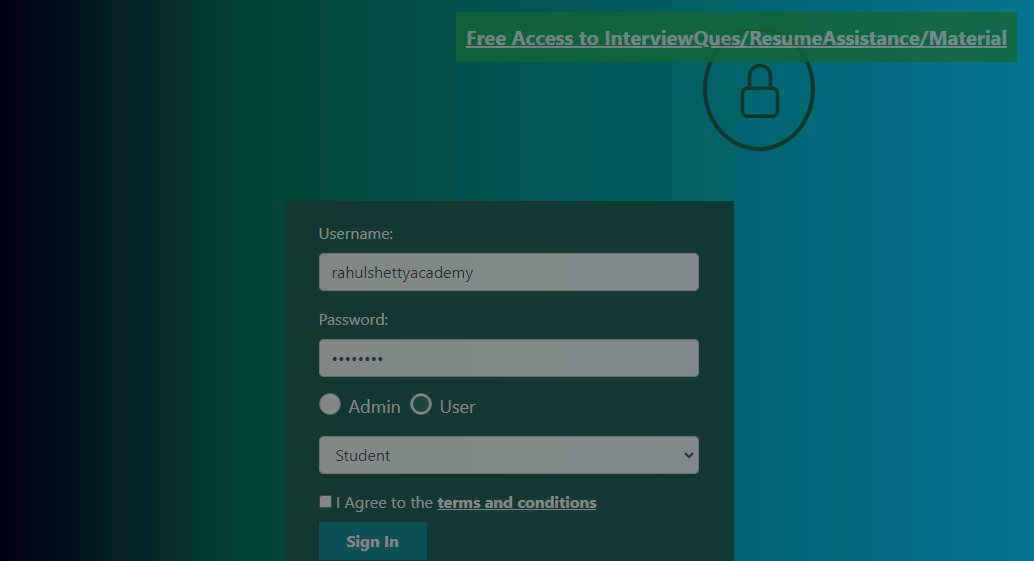 Free Access to InterviewQues/ResumeAssistance/Material
Username:
rahulshettyacademy
Password:
••••••••
Admin User
Student
I Agree to the terms and conditions
Sign In